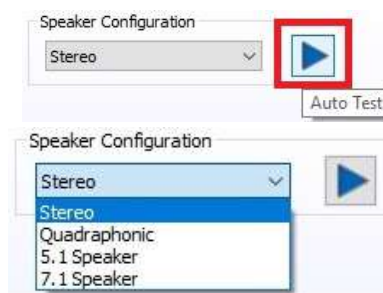 Speaker Configuration
Stereo
Auto Test
Speaker Configuration
Stereo
Stereo
Quadraphonic
5.1 Speaker
7.1 Speaker